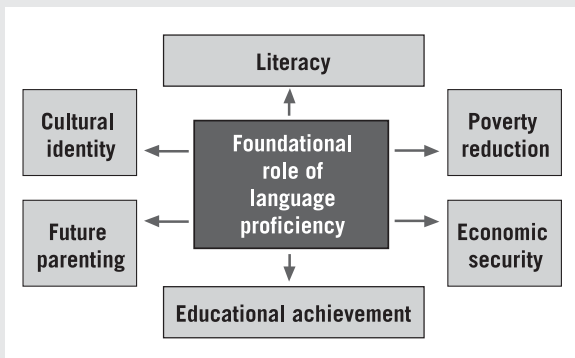 Literacy
Cultural
identity
Foundational
role of
language
proficiency
Poverty
reduction
Future
parenting
Economic
security
Educational achievement